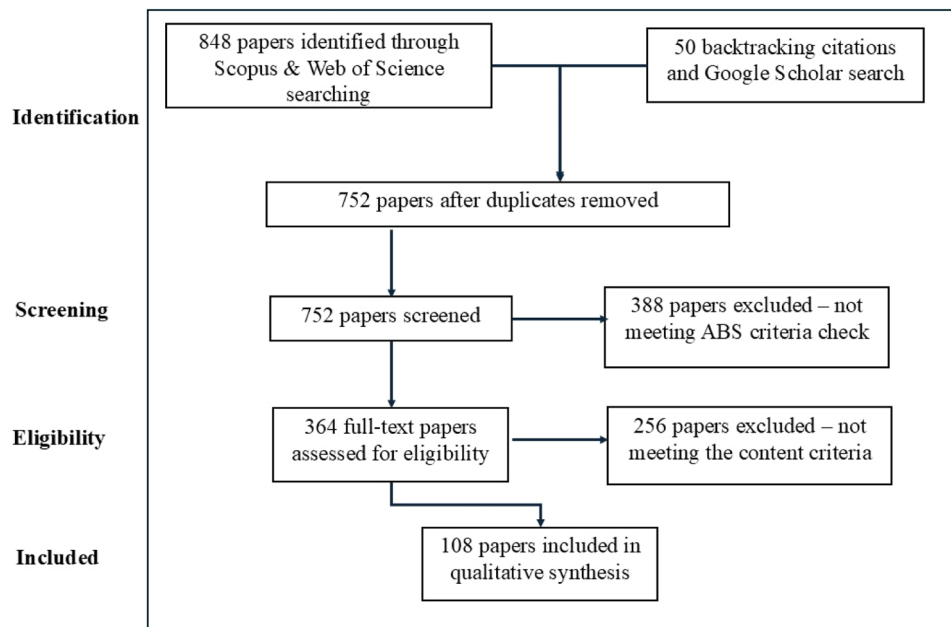 848 papers identified through
Scopus & Web of Science
searching
50 backtracking citations
and Google Scholar search
Identification
752 papers after duplicates removed
Screening
752 papers screened
388 papers excluded – not
meeting ABS criteria check
Eligibility
364 full-text papers
assessed for eligibility
256 papers excluded – not
meeting the content criteria
Included
108 papers included in
qualitative synthesis